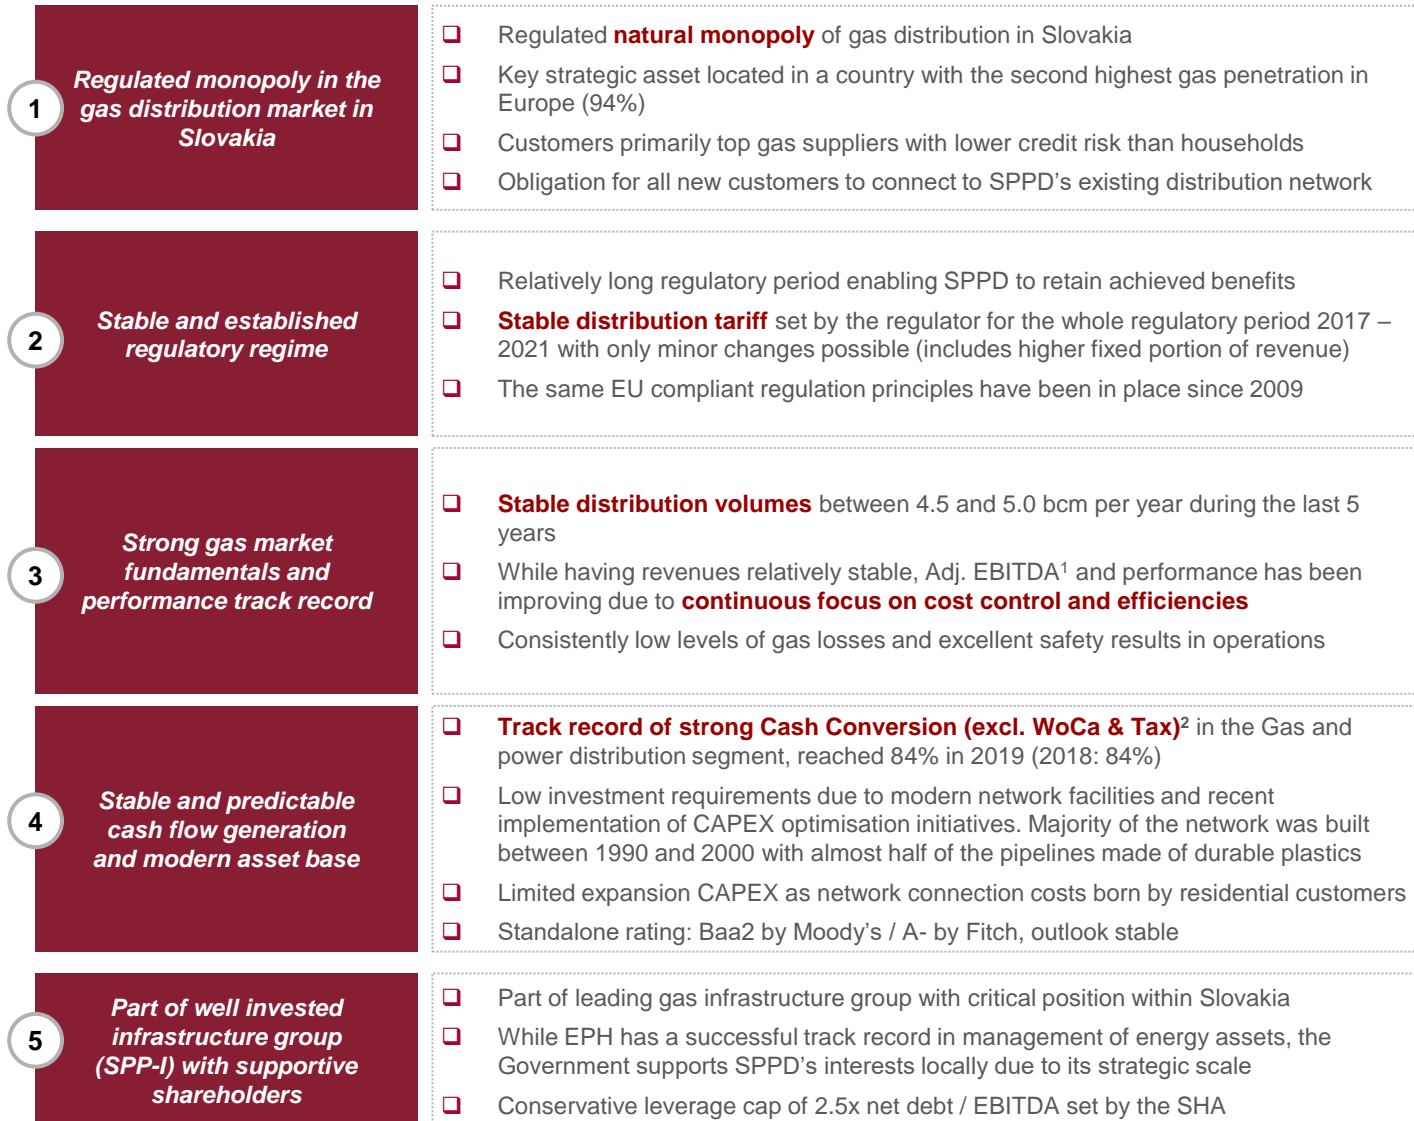 1
Regulated monopoly in the
gas distribution market in
Slovakia
❑ Regulated natural monopoly of gas distribution in Slovakia
❑ Key strategic asset located in a country with the second highest gas penetration in
Europe (94%)
❑ Customers primarily top gas suppliers with lower credit risk than households
❑ Obligation for all new customers to connect to SPPD's existing distribution network
2
Stable and established
regulatory regime
❑ Relatively long regulatory period enabling SPPD to retain achieved benefits
❑ Stable distribution tariff set by the regulator for the whole regulatory period 2017 –
2021 with only minor changes possible (includes higher fixed portion of revenue)
❑ The same EU compliant regulation principles have been in place since 2009
3
Strong gas market
fundamentals and
performance track record
❑ Stable distribution volumes between 4.5 and 5.0 bcm per year during the last 5
years
❑ While having revenues relatively stable, Adj. EBITDA¹ and performance has been
improving due to continuous focus on cost control and efficiencies
❑ Consistently low levels of gas losses and excellent safety results in operations
4
Stable and predictable
cash flow generation
and modern asset base
❑ Track record of strong Cash Conversion (excl. WoCa & Tax)² in the Gas and
power distribution segment, reached 84% in 2019 (2018: 84%)
❑ Low investment requirements due to modern network facilities and recent
implementation of CAPEX optimisation initiatives. Majority of the network was built
between 1990 and 2000 with almost half of the pipelines made of durable plastics
❑ Limited expansion CAPEX as network connection costs born by residential customers
❑ Standalone rating: Baa2 by Moody's / A- by Fitch, outlook stable
5
Part of well invested
infrastructure group
(SPP-I) with supportive
shareholders
❑ Part of leading gas infrastructure group with critical position within Slovakia
❑ While EPH has a successful track record in management of energy assets, the
Government supports SPPD's interests locally due to its strategic scale
❑ Conservative leverage cap of 2.5x net debt / EBITDA set by the SHA